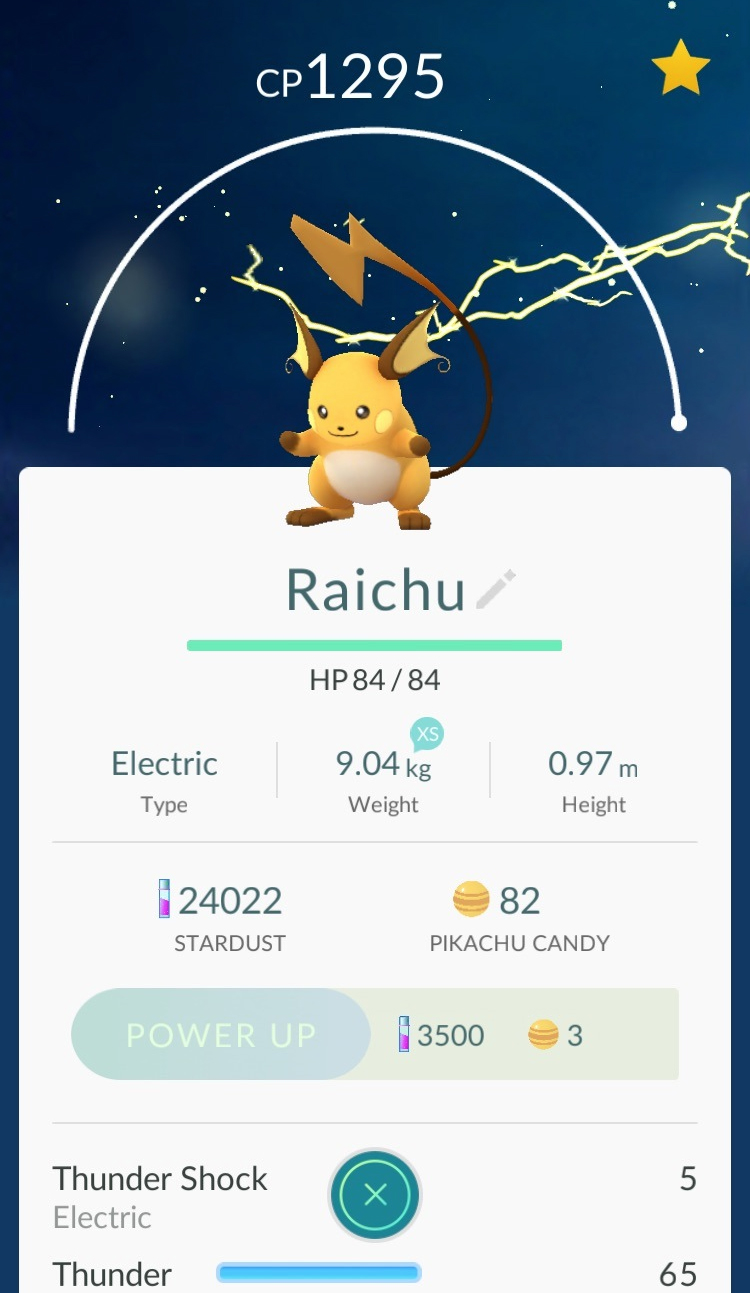 CP1295
Raichu
HP 84 / 84
XS
Electric 9.04 kg 0.97 m
Type Weight Height
24022 82
STARDUST PIKACHU CANDY
POWER UP 3500 3
Thunder Shock 5
Electric
Thunder 65